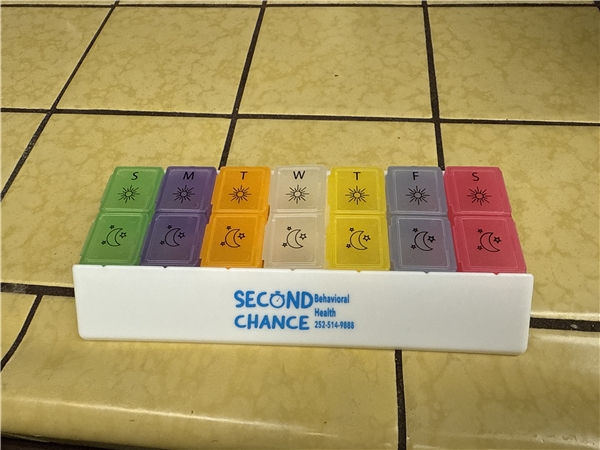 S M T W T F S
SECOND
CHANCE
Behavioral
Health
252-514-9888